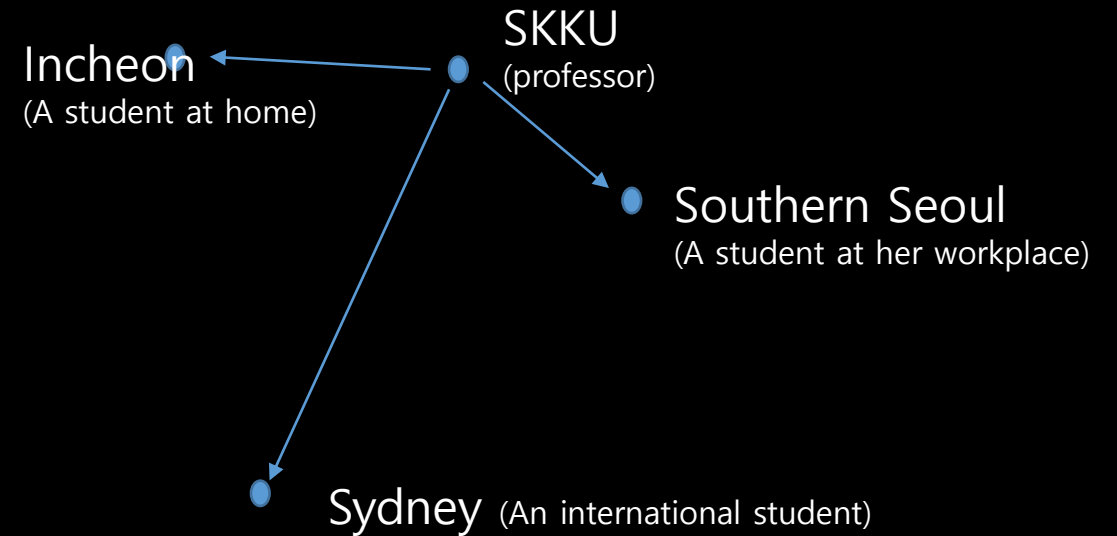 SKKU
(professor)
Incheon
(A student at home)
Southern Seoul
(A student at her workplace)
Sydney (An international student)